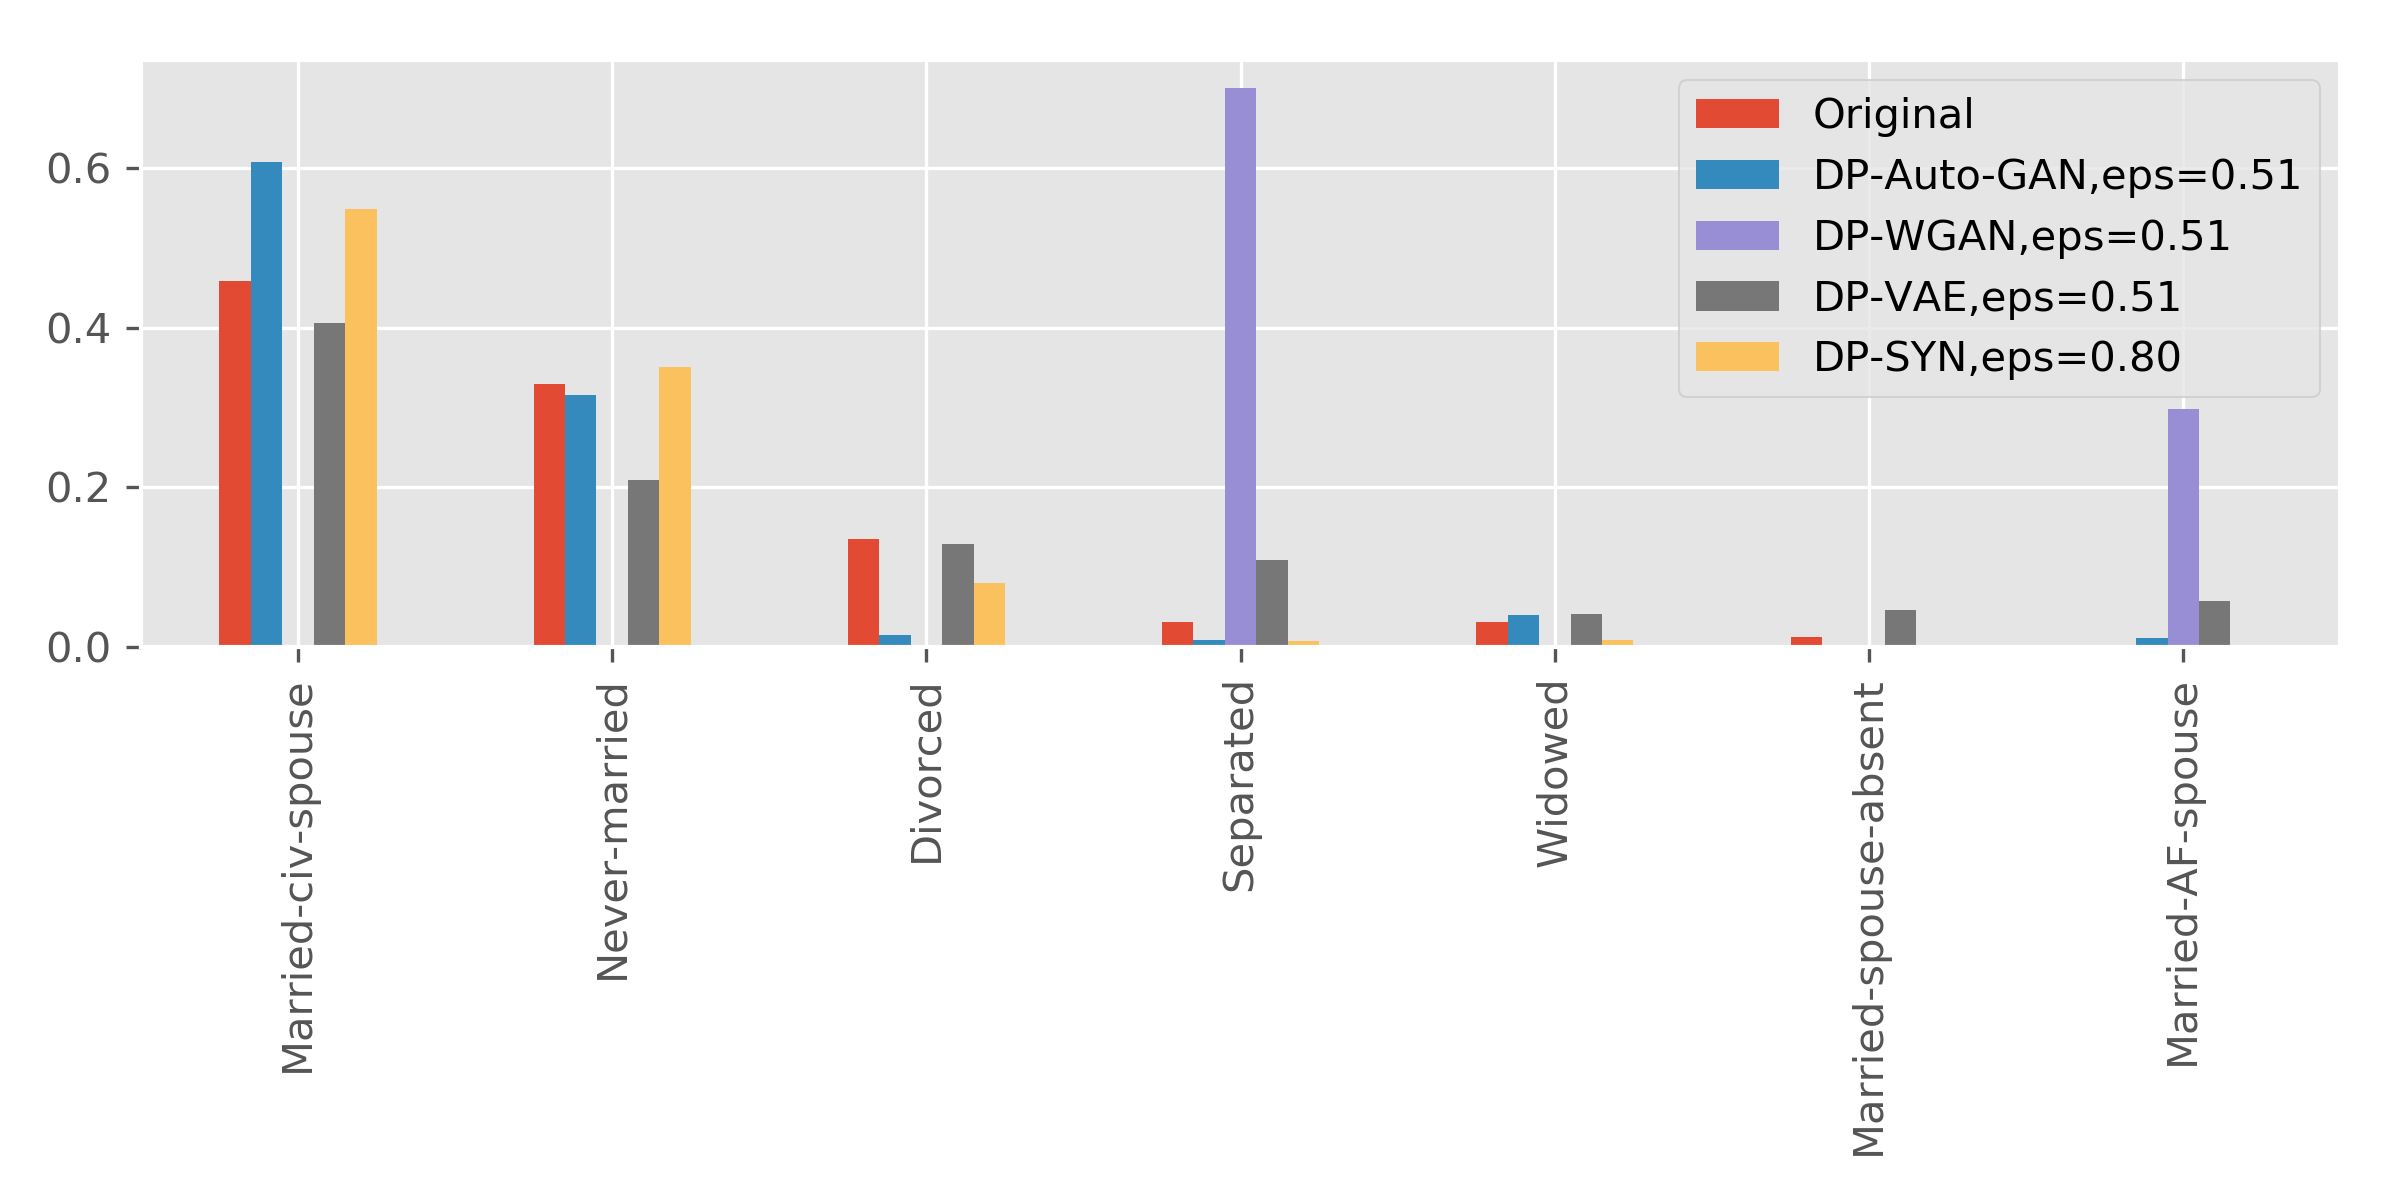 Original
DP-Auto-GAN,eps=0.51
DP-WGAN,eps=0.51
DP-VAE,eps=0.51
DP-SYN,eps=0.80
0.6
0.4
0.2
0.0
Married-civ-spouse
Never-married
Divorced
Separated
Widowed
Married-spouse-absent
Married-AF-spouse